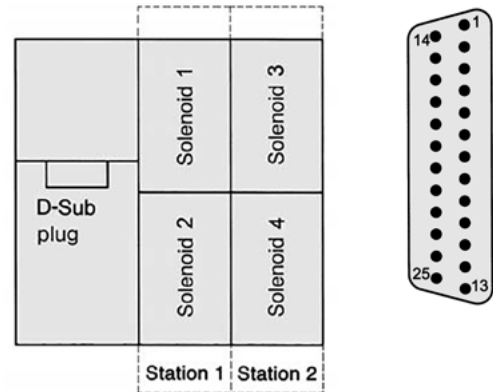 Solenoid 1
Solenoid 3
D-Sub
plug
Solenoid 2
Solenoid 4
Station 1
Station 2
14
1
25
13